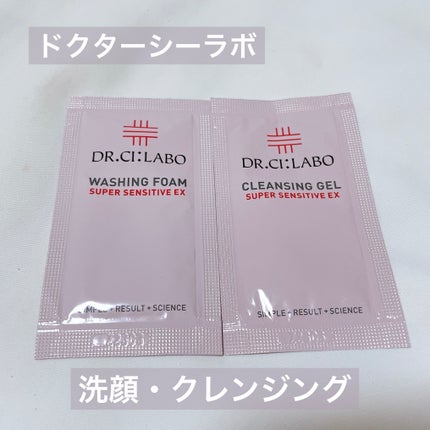 ドクターシーラボ
DR.CI:LABO
WASHING FOAM
SUPER SENSITIVE EX
SIMPLE + RESULT + SCIENCE
DR.CI:LABO
CLEANSING GEL
SUPER SENSITIVE EX
SIMPLE + RESULT + SCIENCE
洗顔・クレンジング